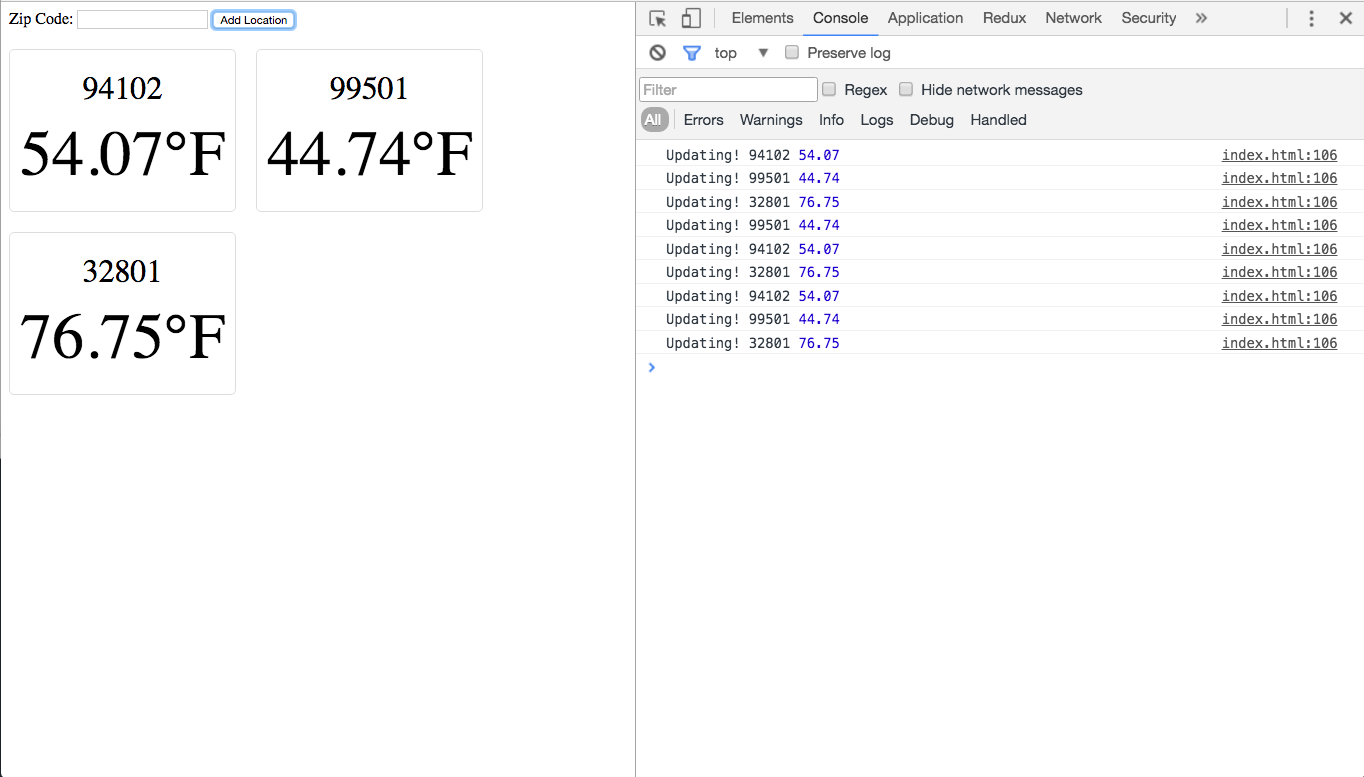 Zip Code: Add Location
94102
54.07°F
99501
44.74°F
32801
76.75°F
Elements Console Application Redux Network Security »
top ▼ Preserve log
Filter Regex Hide network messages
All Errors Warnings Info Logs Debug Handled
Updating! 94102 54.07 index.html:106
Updating! 99501 44.74 index.html:106
Updating! 32801 76.75 index.html:106
Updating! 99501 44.74 index.html:106
Updating! 94102 54.07 index.html:106
Updating! 32801 76.75 index.html:106
Updating! 94102 54.07 index.html:106
Updating! 99501 44.74 index.html:106
Updating! 32801 76.75 index.html:106